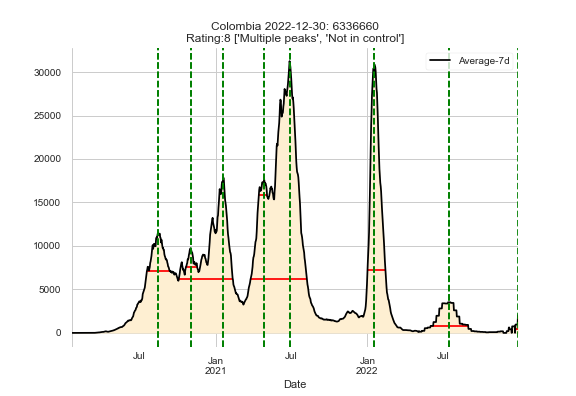 Colombia 2022-12-30: 6336660
Rating:8 ['Multiple peaks', 'Not in control']
Average-7d
30000
25000
20000
15000
10000
5000
0
Jul
Jan
2021
Jul
Jan
2022
Jul
Date